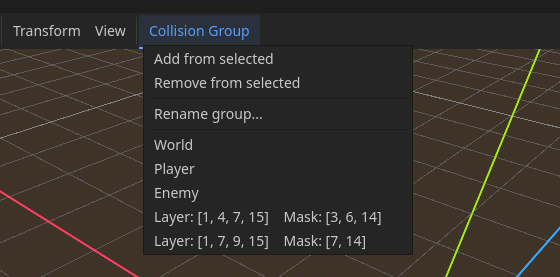 Transform View Collision Group
Add from selected
Remove from selected
Rename group...
World
Player
Enemy
Layer: [1, 4, 7, 15] Mask: [3, 6, 14]
Layer: [1, 7, 9, 15] Mask: [7, 14]